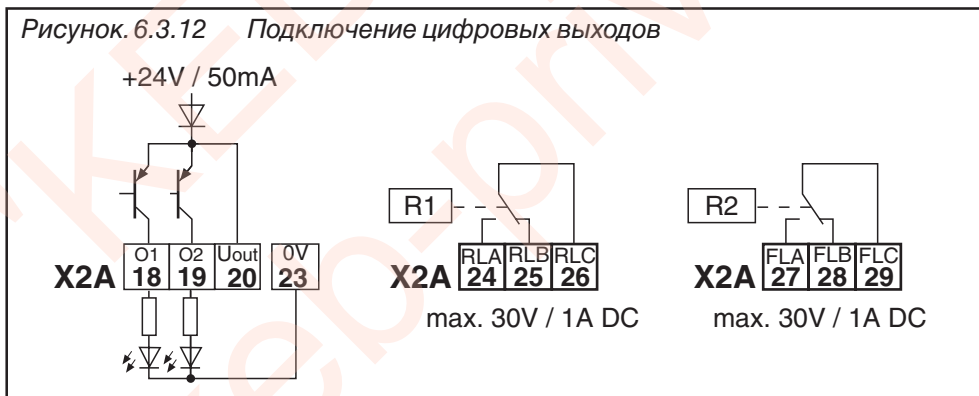 Рисунок. 6.3.12 Подключение цифровых выходов
+24V / 50mA
X2A
O1 O2 Uout 0V
18 19 20 23
R1
X2A
RLA RLB RLC
24 25 26
max. 30V / 1A DC
R2
X2A
FLA FLB FLC
27 28 29
max. 30V / 1A DC